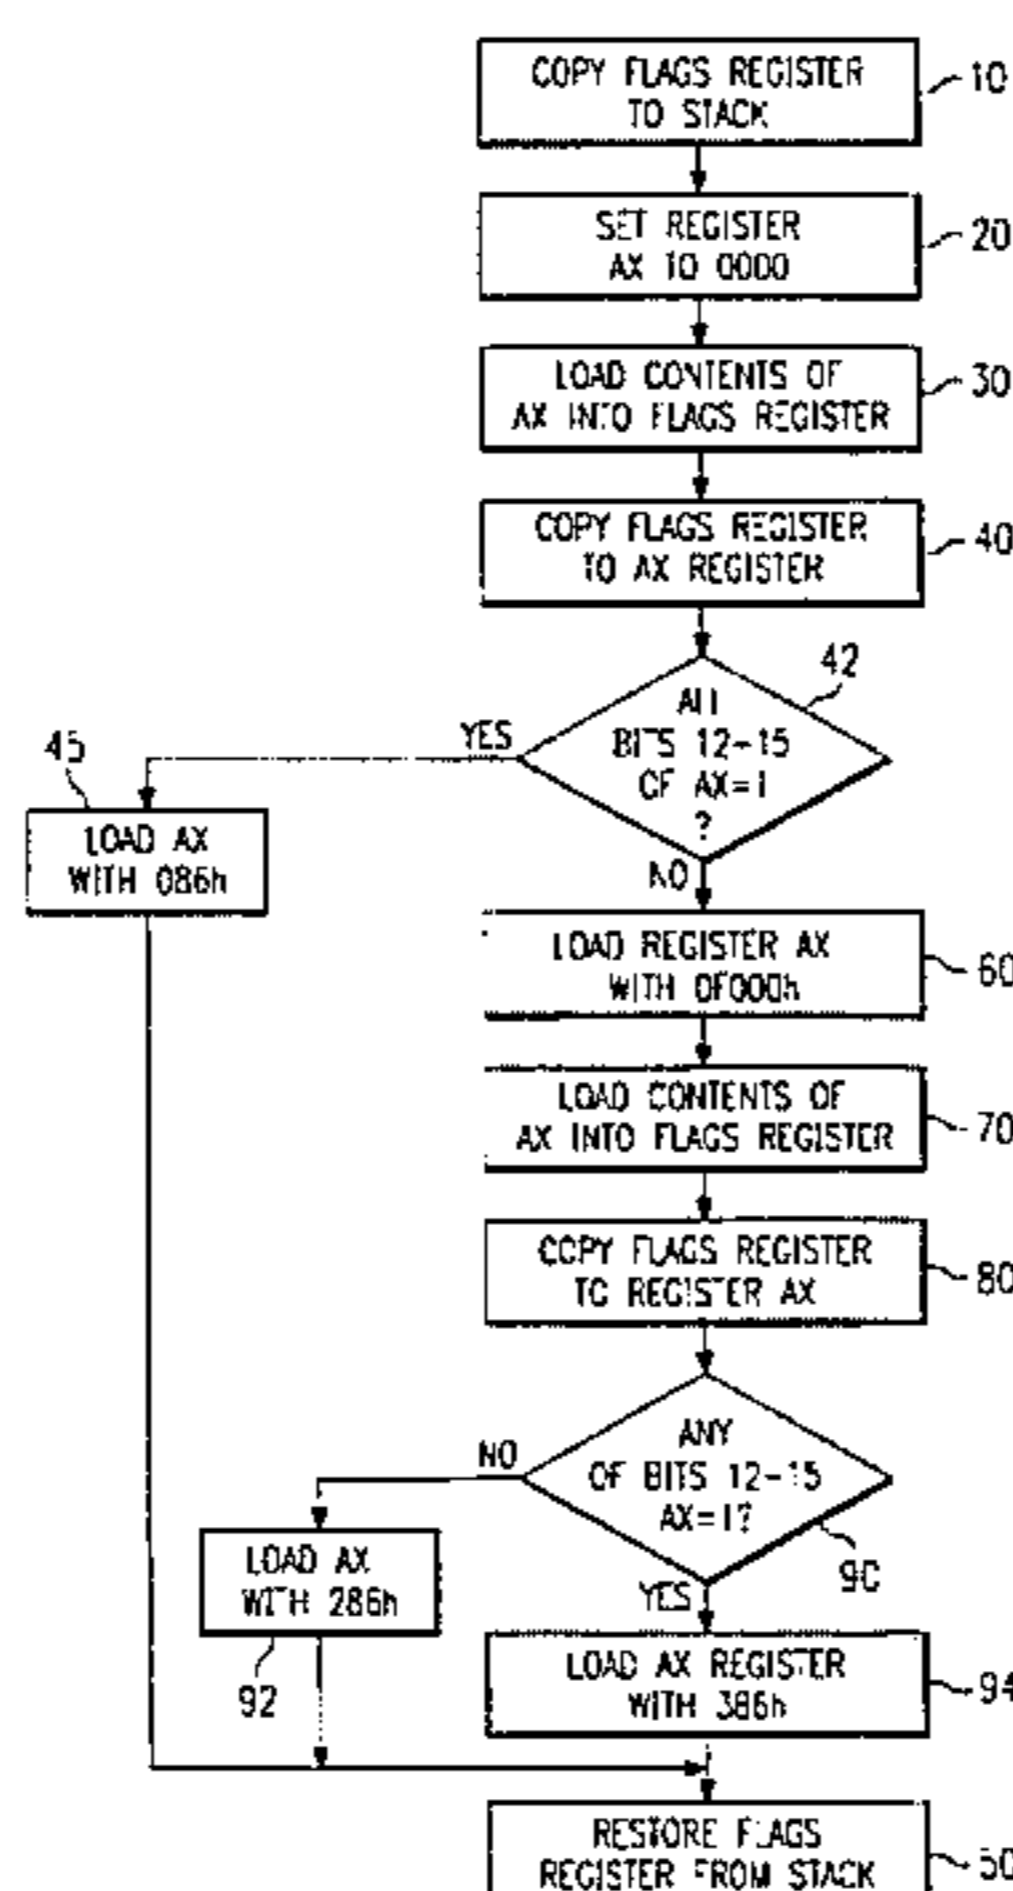 COPY FLAGS REGISTER
TO STACK
10
SET REGISTER
AX TO 0000
20
LOAD CONTENTS OF
AX INTO FLAGS REGISTER
30
COPY FLAGS REGISTER
TO AX REGISTER
40
42
ALL
BITS 12-15
OF AX=1
?
YES
NO
45
LOAD AX
WITH 086h
LOAD REGISTER AX
WITH 0F000h
60
LOAD CONTENTS OF
AX INTO FLAGS REGISTER
70
COPY FLAGS REGISTER
TO REGISTER AX
80
ANY
OF BITS 12-15
AX=1?
90
NO
YES
LOAD AX
WITH 286h
92
LOAD AX REGISTER
WITH 386h
94
RESTORE FLAGS
REGISTER FROM STACK
50